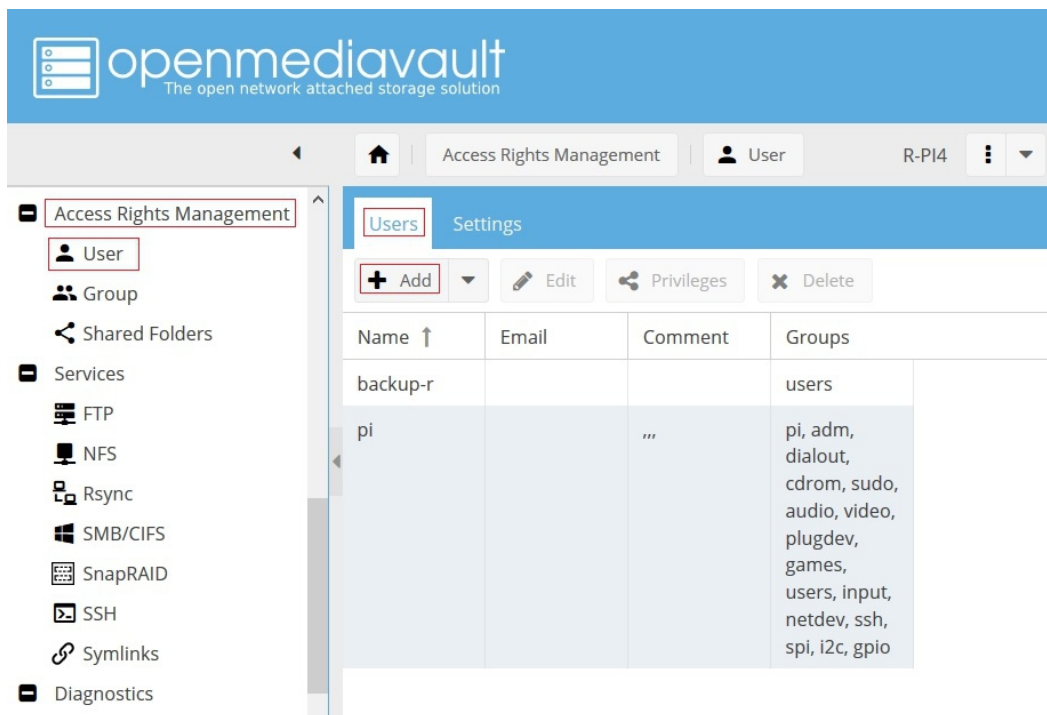 openmediavault
The open network attached storage solution
Access Rights Management
User
R-PI4
Access Rights Management
User
Group
Shared Folders
Services
FTP
NFS
Rsync
SMB/CIFS
SnapRAID
SSH
Symlinks
Diagnostics
Users
Settings
Add
Edit
Privileges
Delete
Name
Email
Comment
Groups
backup-r
users
pi
,,,
pi, adm,
dialout,
cdrom, sudo,
audio, video,
plugdev,
games,
users, input,
netdev, ssh,
spi, i2c, gpio